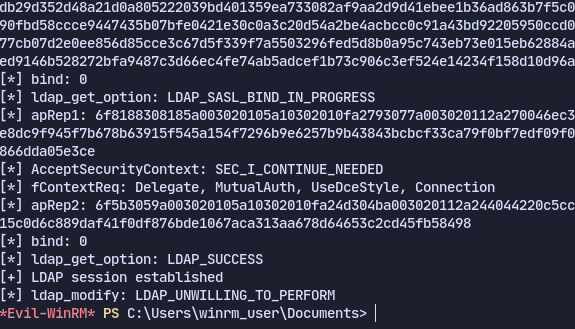 db29d352d48a21d0a805222039bd401359ea733082af9aa2d9d41ebee1b36ad863b7f5c0
90fbd58ccce9447435b07bfe0421e30c0a3c20d54a2be4acbcc0c91a43bd92205950ccd0
77cb07d2e0ee856d85cce3c67d5f339f7a5503296fed5d8b0a95c743eb73e015eb62884a
ed9146b528272bfa9487c3d66ec4fe74ab5adcef1b73c906c3ef524e14234f158d10d96a
[*] bind: 0
[*] ldap_get_option: LDAP_SASL_BIND_IN_PROGRESS
[*] apRep1: 6f8188308185a003020105a10302010fa2793077a003020112a270046ec3
e8dc9f945f7b678b63915f545a154f7296b9e6257b9b43843bcbcf33ca79f0bf7edf09f0
866dda05e3ce
[*] AcceptSecurityContext: SEC_I_CONTINUE_NEEDED
[*] fContextReq: Delegate, MutualAuth, UseDceStyle, Connection
[*] apRep2: 6f5b3059a003020105a10302010fa24d304ba003020112a244044220c5cc
15c0d6c889daf41f0df876bde1067aca313aa678d64653c2cd45fb58498
[*] bind: 0
[*] ldap_get_option: LDAP_SUCCESS
[+] LDAP session established
[*] ldap_modify: LDAP_UNWILLING_TO_PERFORM
*Evil-WinRM* PS C:\Users\winrm_user\Documents>